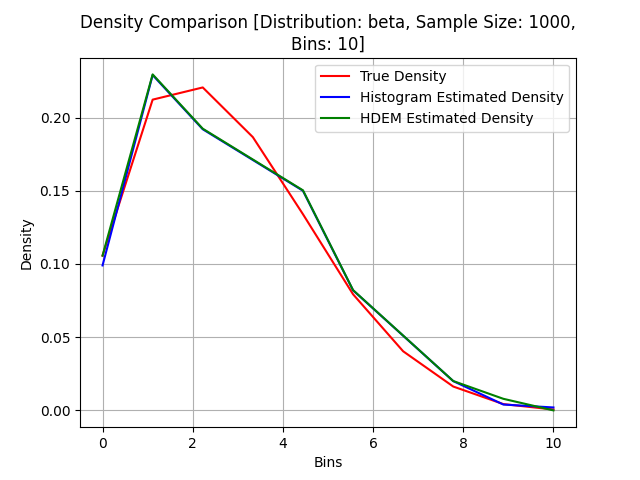 Density Comparison [Distribution: beta, Sample Size: 1000,
Bins: 10]
True Density
Histogram Estimated Density
HDEM Estimated Density
Density
0.20
0.15
0.10
0.05
0.00
0
2
4
6
8
10
Bins